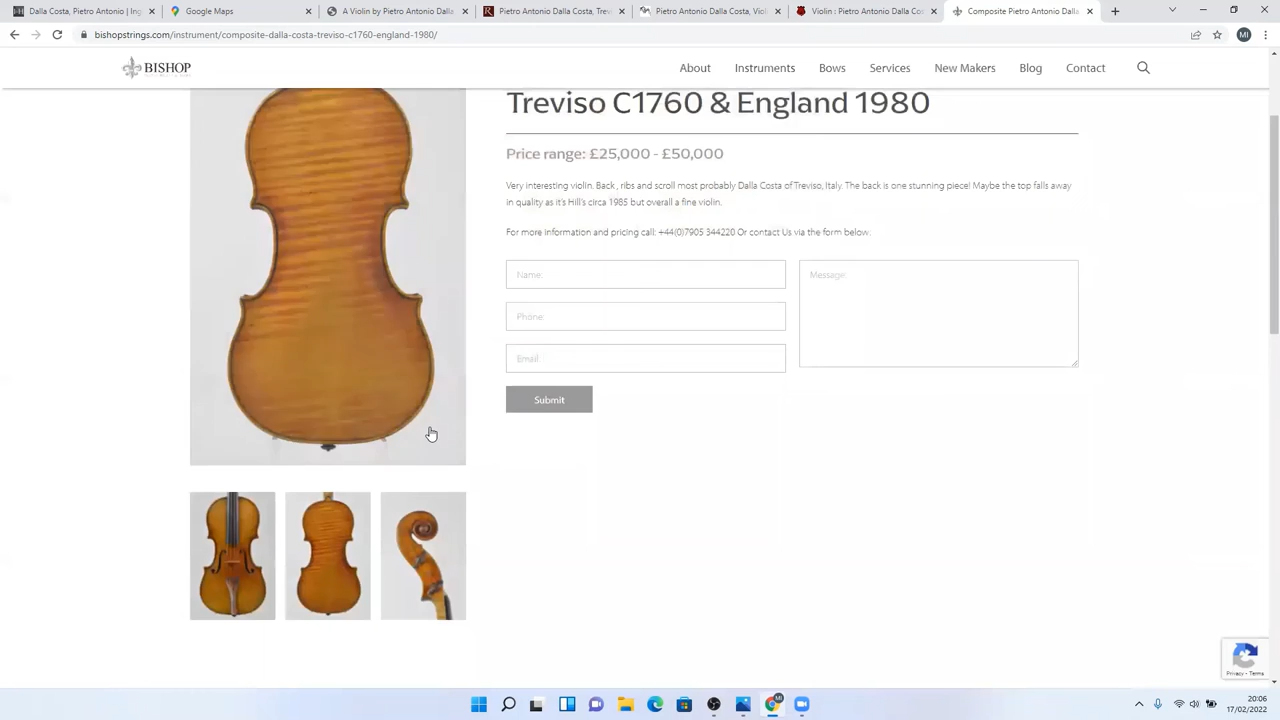 Dalla Costa, Pietro Antonio | Ing
Google Maps
A Violin by Pietro Antonio Dalla
Pietro Antonio Dalla Costa, Trev
Pietro Antonio Dalla Costa, Violi
Violin : Pietro Antonio Dalla Co
Composite Pietro Antonio Dalla
bishopstrings.com/instrument/composite-dalla-costa-treviso-c1760-england-1980/
MI
BISHOP
About
Instruments
Bows
Services
New Makers
Blog
Contact
Treviso C1760 & England 1980
Price range: £25,000 - £50,000
Very interesting violin. Back , ribs and scroll most probably Dalla Costa of Treviso, Italy. The back is one stunning piece! Maybe the top falls away
in quality as it's Hill's circa 1985 but overall a fine violin.
For more information and pricing call: +44(0)7905 344220 Or contact Us via the form below.
Name:
Message:
Phone:
Email
Submit
Privacy - Terms
MI
20:06
17/02/2022